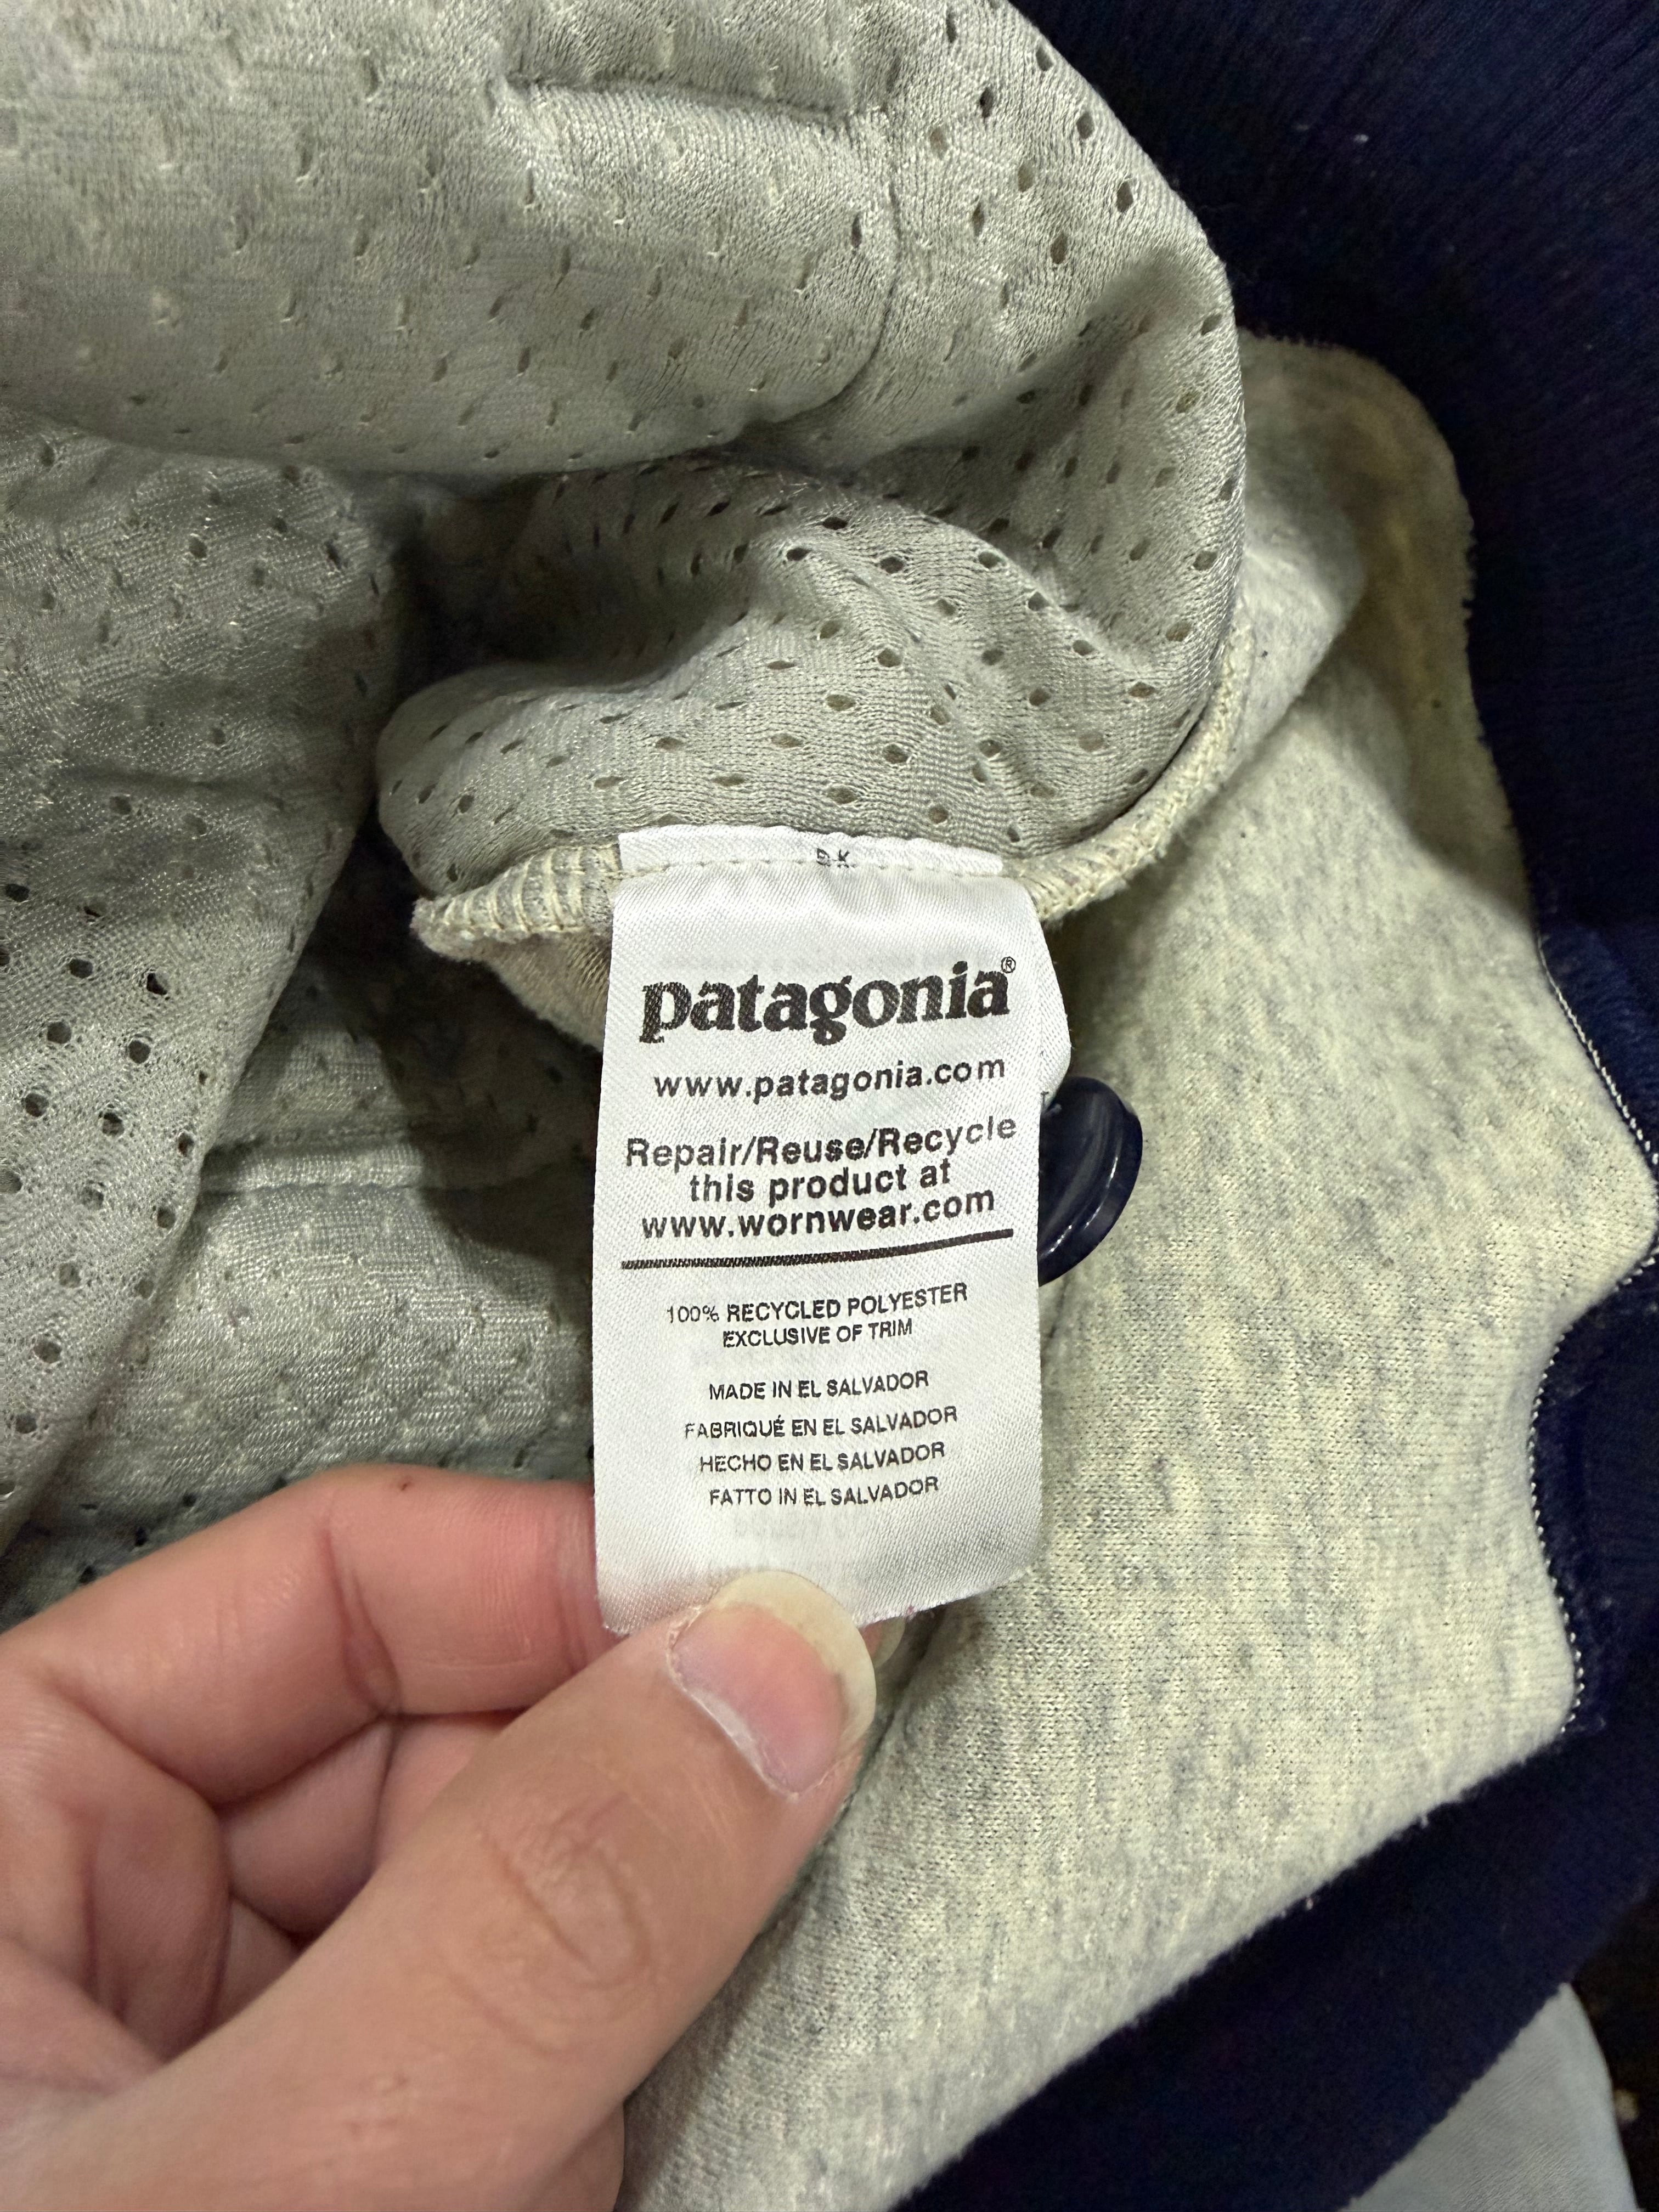 patagonia®
www.patagonia.com
Repair/Reuse/Recycle
this product at
www.wornwear.com
100% RECYCLED POLYESTER
EXCLUSIVE OF TRIM
MADE IN EL SALVADOR
FABRIQUÉ EN EL SALVADOR
HECHO EN EL SALVADOR
FATTO IN EL SALVADOR